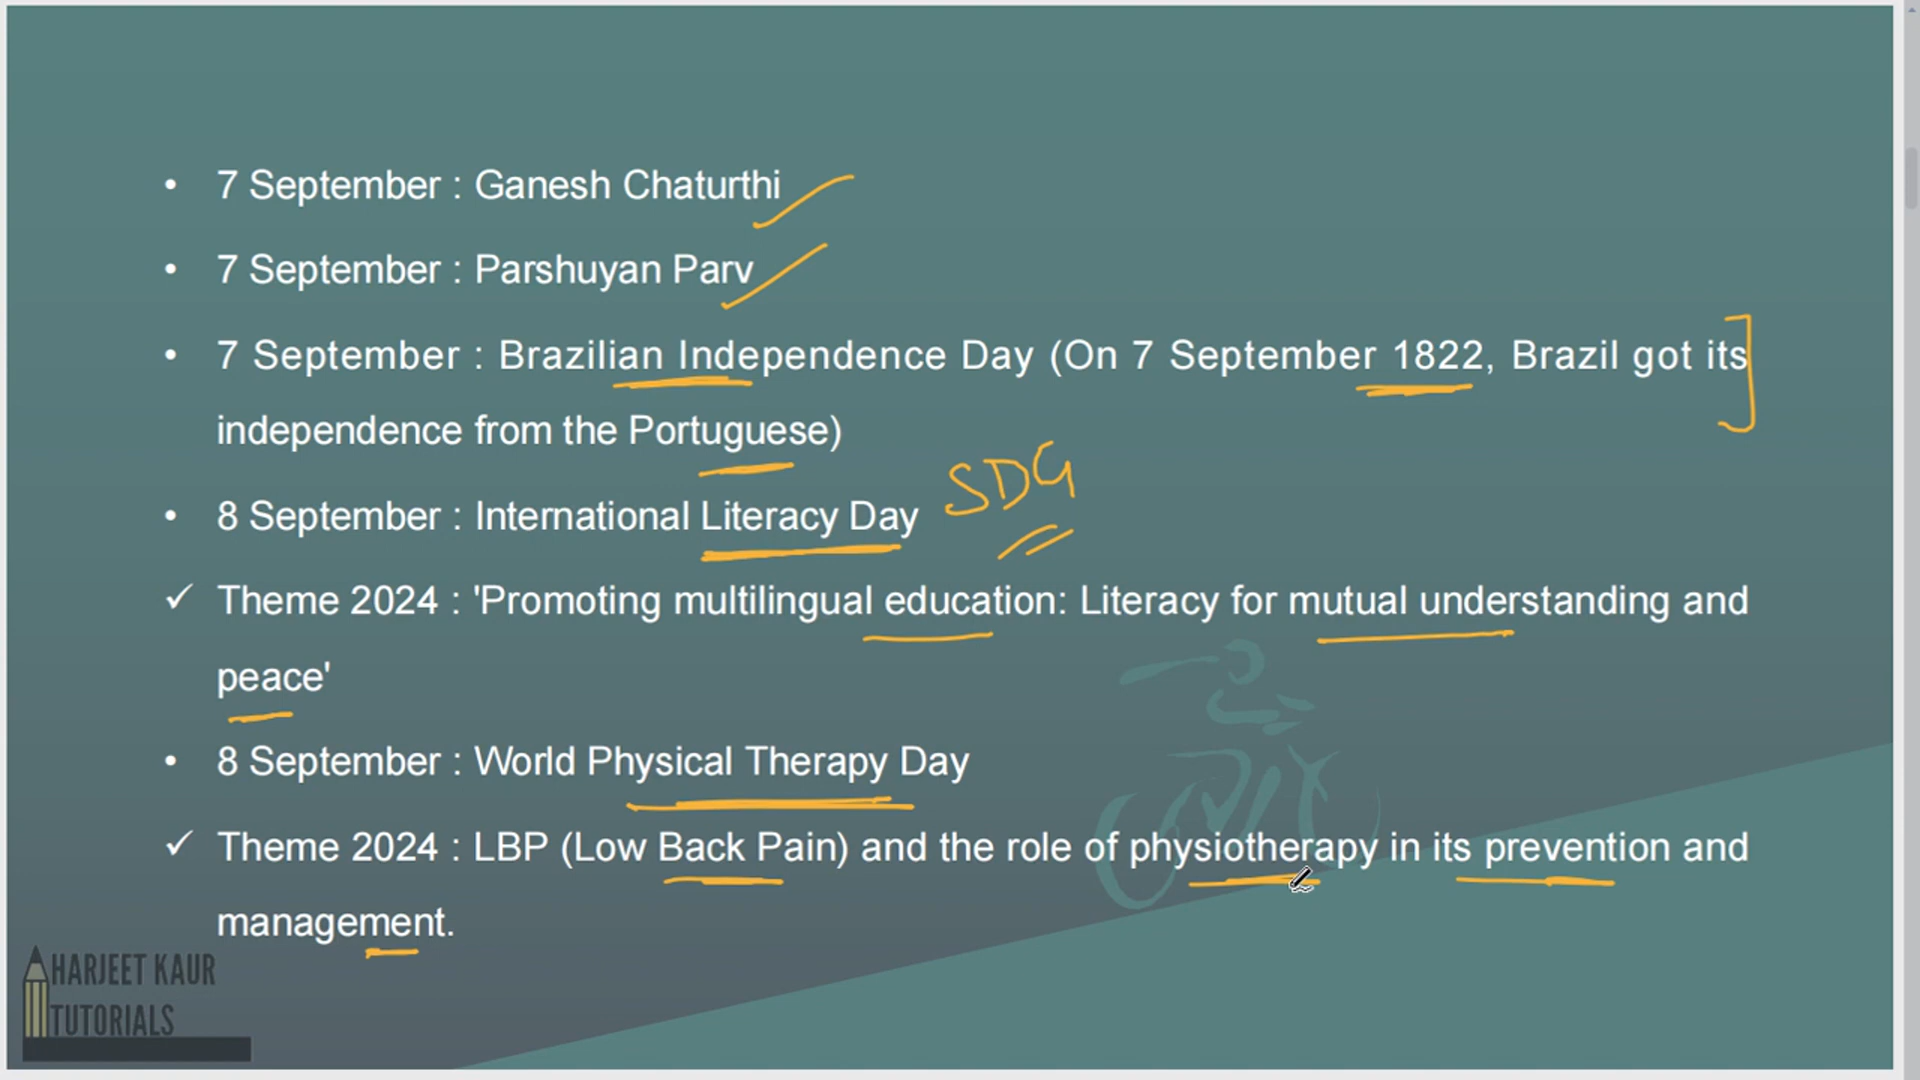 • 7 September : Ganesh Chaturthi
• 7 September : Parshuyan Parv
• 7 September : Brazilian Independence Day (On 7 September 1822, Brazil got its
independence from the Portuguese)
SDG
• 8 September : International Literacy Day
✓ Theme 2024 : 'Promoting multilingual education: Literacy for mutual understanding and
peace'
• 8 September : World Physical Therapy Day
✓ Theme 2024 : LBP (Low Back Pain) and the role of physiotherapy in its prevention and
management.
HARJEET KAUR
TUTORIALS